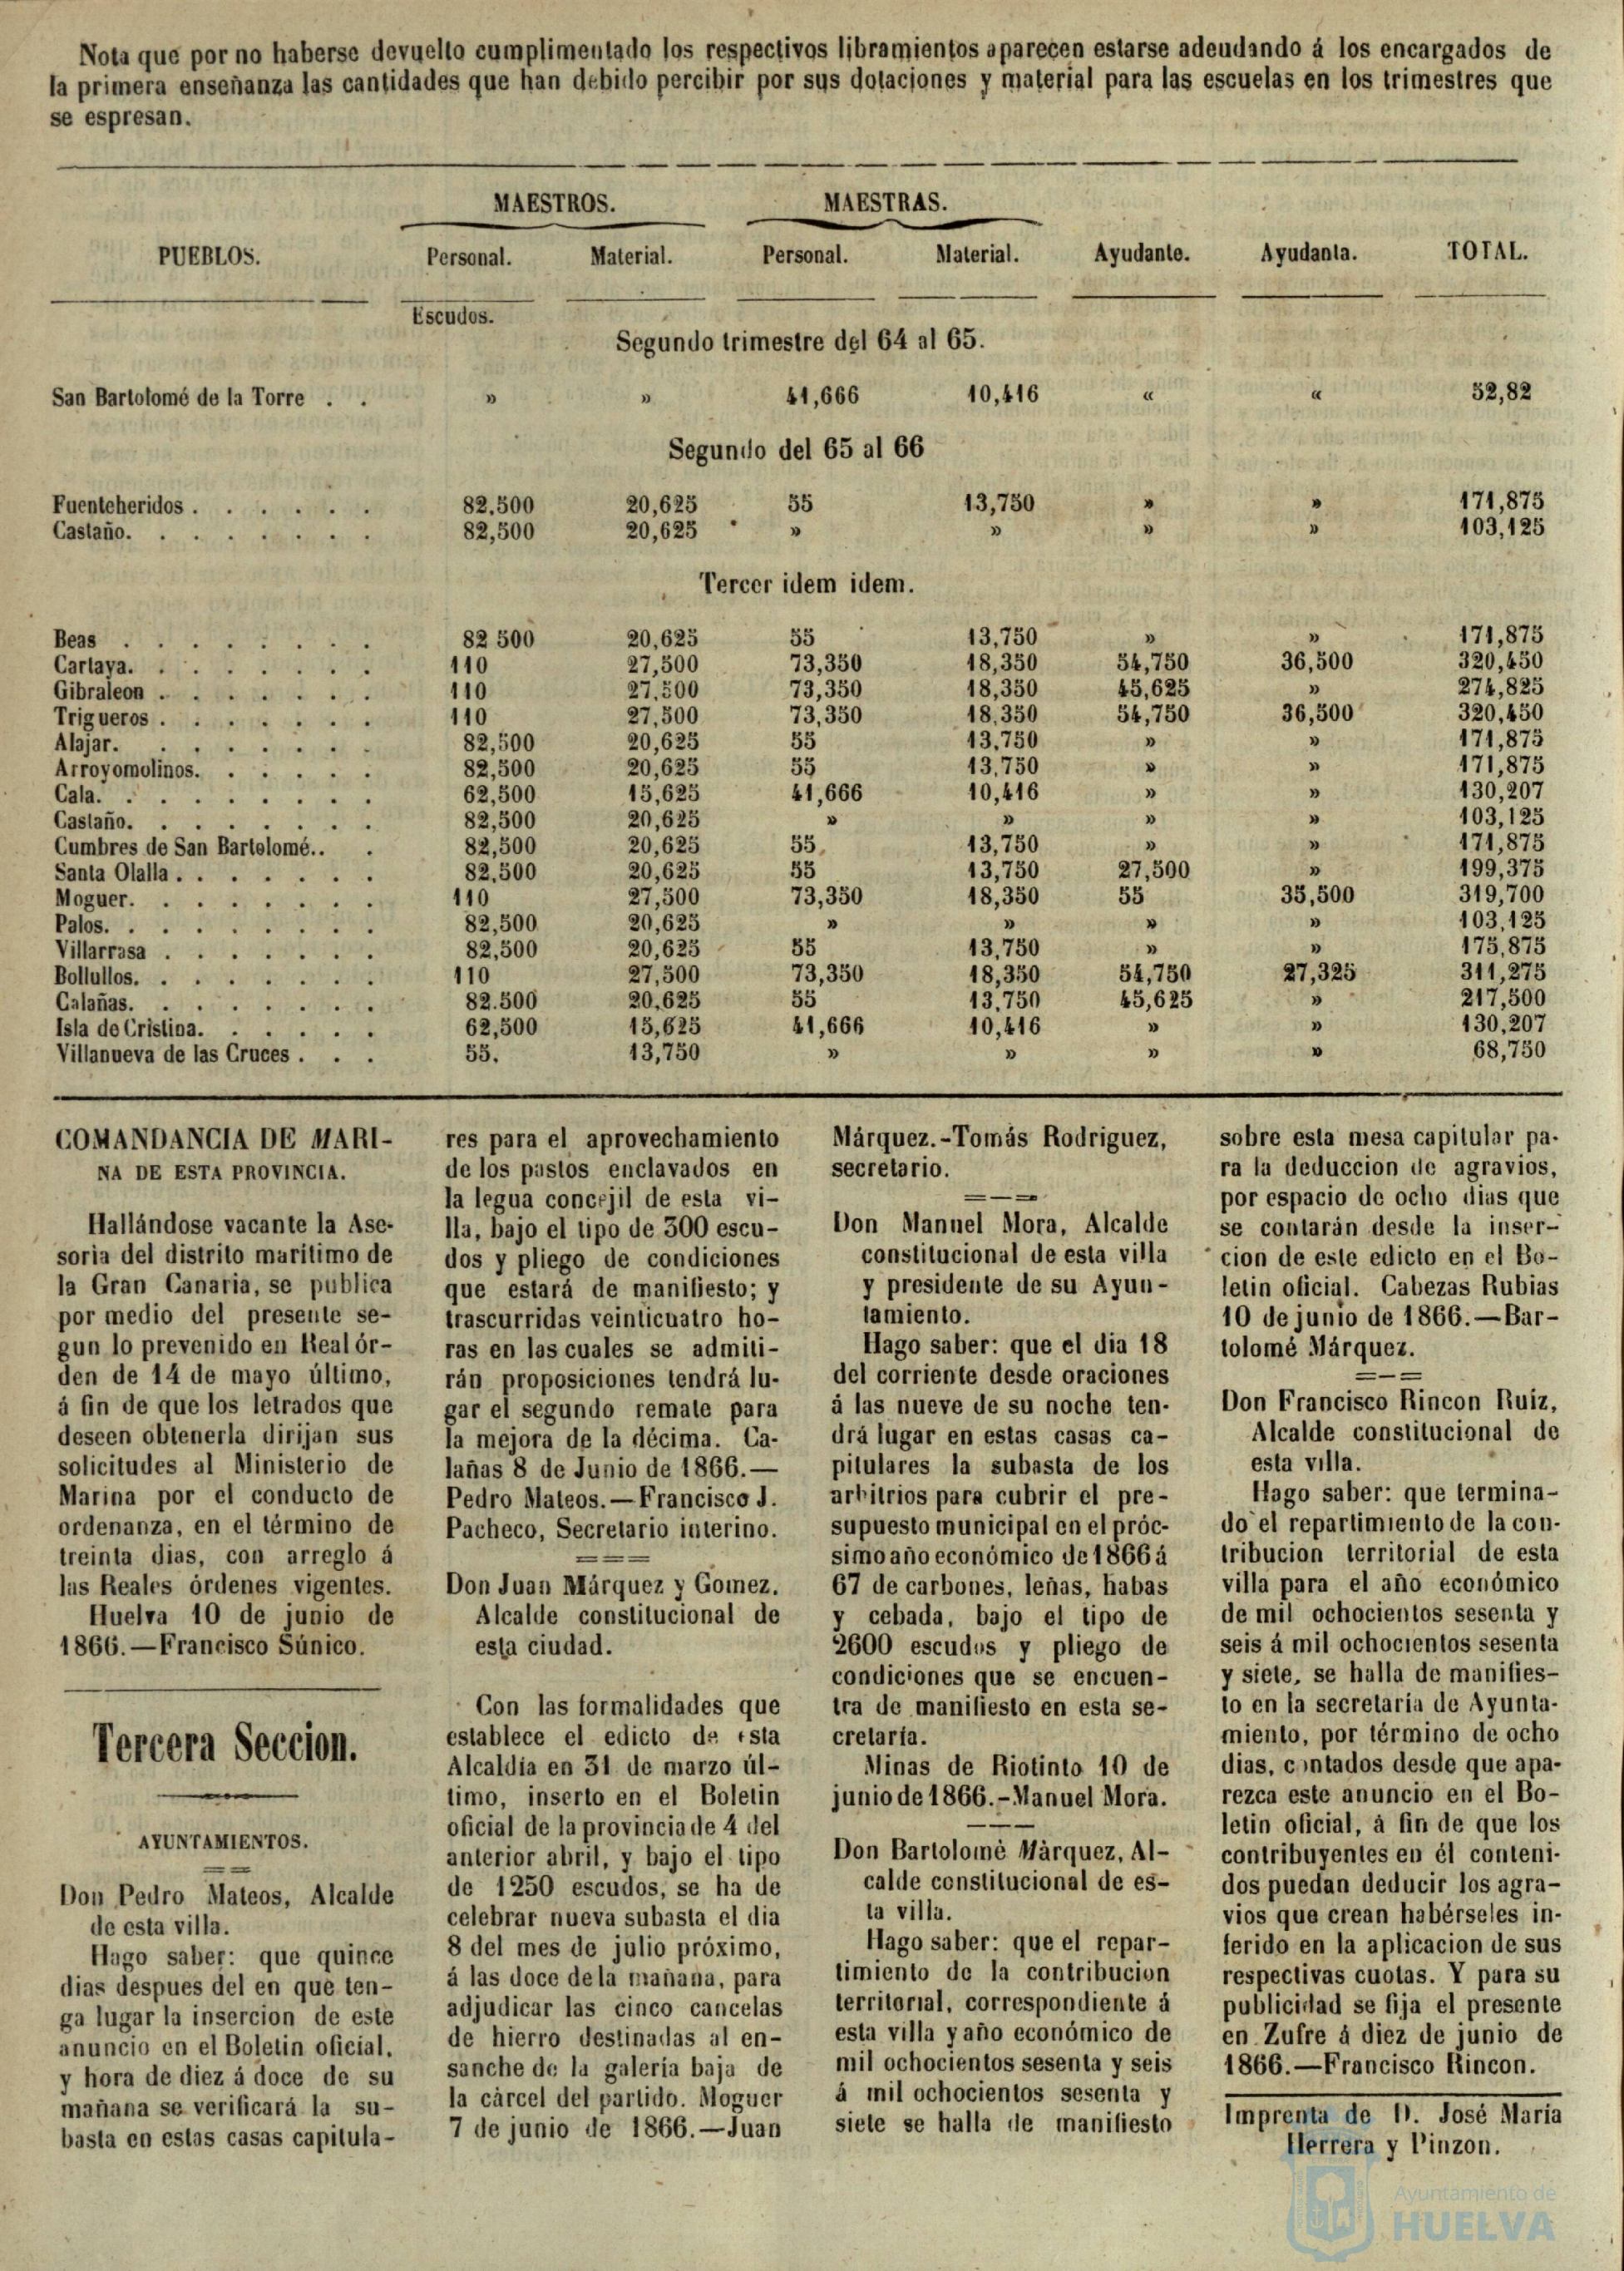 Nota que por no haberse devuelto cumplimentado los respectivos libramientos aparecen estarse adeudando á los encargados de
la primera enseñanza las cantidades que han debido percibir por sus dotaciones y material para las escuelas en los trimestres que
se espresan.
MAESTROS. MAESTRAS.
PUEBLOS. Personal. Material. Personal. Material. Ayudante. Ayudanta. TOTAL.
Escudos.
Segundo trimestre del 64 al 65.
San Bartolomé de la Torre . . » » 41,666 10,416 « « 52,82
Segundo del 65 al 66
Fuenteheridos . . . . . . 82.500 20,625 55 13,750 » » 171,875
Castaño. . . . . . . . 82,500 20,625 » » » » 103,125
Tercer idem idem.
Beas . . . . . . . . 82 500 20,625 55 13,750 » » 171,875
Cartaya. . . . . . . . 110 27,500 73,350 18,350 54,750 36,500 320,450
Gibraleon . . . . . . . 110 27,500 73,350 18,350 45,625 » 274,825
Trigueros . . . . . . . 110 27,500 73,350 18,350 54,750 36,500 320,450
Alajar. . . . . . . . 82,500 20,625 55 13,750 » » 171,875
Arroyomolinos. . . . . . 82,500 20,625 55 13,750 » » 171,875
Cala. . . . . . . . . 62,500 15,625 41,666 10,416 » » 130,207
Castaño. . . . . . . . 82,500 20,625 » » » » 103,125
Cumbres de San Bartolomé.. . 82,500 20,625 55 13,750 » » 171,875
Santa Olalla . . . . . . . 82,500 20,625 55 13,750 27,500 » 199,375
Moguer. . . . . . . . 110 27,500 73,350 18,350 55 35,500 319,700
Palos. . . . . . . . . 82,500 20,625 » » » » 103,125
Villarrasa . . . . . . . 82,500 20,625 55 13,750 » » 175,875
Bollullos. . . . . . . . 110 27,500 73,350 18,350 54,750 27,325 311,275
Calañas. . . . . . . . 82.500 20,625 55 13,750 45,625 » 217,500
Isla de Cristina. . . . . . 62,500 15,625 41,666 10,416 » » 130,207
Villanueva de las Cruces . . . 55. 13,750 » » » » 68,750
COMANDANCIA DE MARI-
NA DE ESTA PROVINCIA.
Hallándose vacante la Ase-
soria del distrito marítimo de
la Gran Canaria, se publica
por medio del presente se-
gun lo prevenido en Real ór-
den de 14 de mayo último,
á fin de que los letrados que
deseen obtenerla dirijan sus
solicitudes al Ministerio de
Marina por el conducto de
ordenanza, en el término de
treinta dias, con arreglo á
las Reales órdenes vigentes.
Huelva 10 de junio de
1866.—Francisco Súnico.
Tercera Seccion.
AYUNTAMIENTOS.
Don Pedro Mateos, Alcalde
de esta villa.
Hago saber: que quince
dias despues del en que ten-
ga lugar la insercion de este
anuncio en el Boletin oficial,
y hora de diez á doce de su
mañana se verificará la su-
basta en estas casas capitula-
res para el aprovechamiento
de los pastos enclavados en
la legua concejil de esta vi-
lla, bajo el tipo de 300 escu-
dos y pliego de condiciones
que estará de manifiesto; y
trascurridas veinticuatro ho-
ras en las cuales se admiti-
rán proposiciones tendrá lu-
gar el segundo remate para
la mejora de la décima. Ca-
lañas 8 de Junio de 1866.—
Pedro Mateos.—Francisco J.
Pacheco, Secretario interino.
Don Juan Márquez y Gomez,
Alcalde constitucional de
esta ciudad.
Con las formalidades que
establece el edicto de esta
Alcaldía en 31 de marzo úl-
timo, inserto en el Boletin
oficial de la provincia de 4 del
anterior abril, y bajo el tipo
de 1250 escudos, se ha de
celebrar nueva subasta el dia
8 del mes de julio próximo,
á las doce de la mañana, para
adjudicar las cinco cancelas
de hierro destinadas al en-
sanche de la galería baja de
la cárcel del partido. Moguer
7 de junio de 1866.—Juan
Márquez.-Tomás Rodriguez,
secretario.
Don Manuel Mora, Alcalde
constitucional de esta villa
y presidente de su Ayun-
tamiento.
Hago saber: que el dia 18
del corriente desde oraciones
á las nueve de su noche ten-
drá lugar en estas casas ca-
pitulares la subasta de los
arbitrios para cubrir el pre-
supuesto municipal en el próc-
simo año económico de 1866 á
67 de carbones, leñas, habas
y cebada, bajo el tipo de
2600 escudos y pliego de
condiciones que se encuen-
tra de manifiesto en esta se-
cretaría.
Minas de Riotinto 10 de
junio de 1866.-Manuel Mora.
Don Bartolomé Márquez, Al-
calde constitucional de es-
ta villa.
Hago saber: que el repar-
timiento de la contribucion
territorial, correspondiente á
esta villa y año económico de
mil ochocientos sesenta y seis
á mil ochocientos sesenta y
siete se halla de manifiesto
sobre esta mesa capitular pa-
ra la deduccion de agravios,
por espacio de ocho dias que
se contarán desde la inser-
cion de este edicto en el Bo-
letin oficial. Cabezas Rubias
10 de junio de 1866.—Bar-
tolomé Márquez.
Don Francisco Rincon Ruiz,
Alcalde constitucional de
esta villa.
Hago saber: que termina-
do el repartimiento de la con-
tribucion territorial de esta
villa para el año económico
de mil ochocientos sesenta y
seis á mil ochocientos sesenta
y siete, se halla de manifies-
to en la secretaría de Ayunta-
miento, por término de ocho
dias, contados desde que apa-
rezca este anuncio en el Bo-
letin oficial, á fin de que los
contribuyentes en él conteni-
dos puedan deducir los agra-
vios que crean habérseles in-
ferido en la aplicacion de sus
respectivas cuotas. Y para su
publicidad se fija el presente
en Zufre á diez de junio de
1866.—Francisco Rincon.
Imprenta de D. José María
Herrera y Pinzon.
Ayuntamiento de
HUELVA